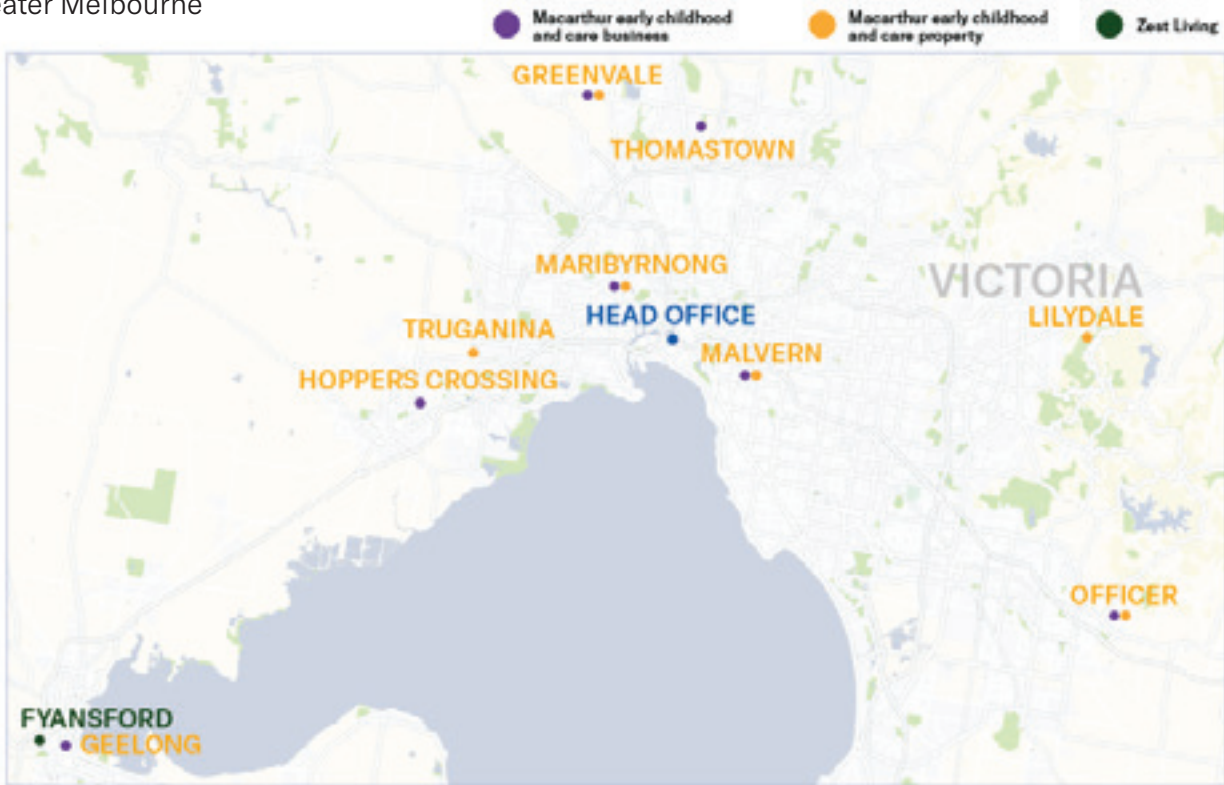 eater Melbourne
Macarthur early childhood
and care business
Macarthur early childhood
and care property
Zest Living
GREENVALE
THOMASTOWN
MARIBYRNONG
VICTORIA
HEAD OFFICE
LILYDALE
TRUGANINA
MALVERN
HOPPERS CROSSING
OFFICER
FYANSFORD
GEELONG